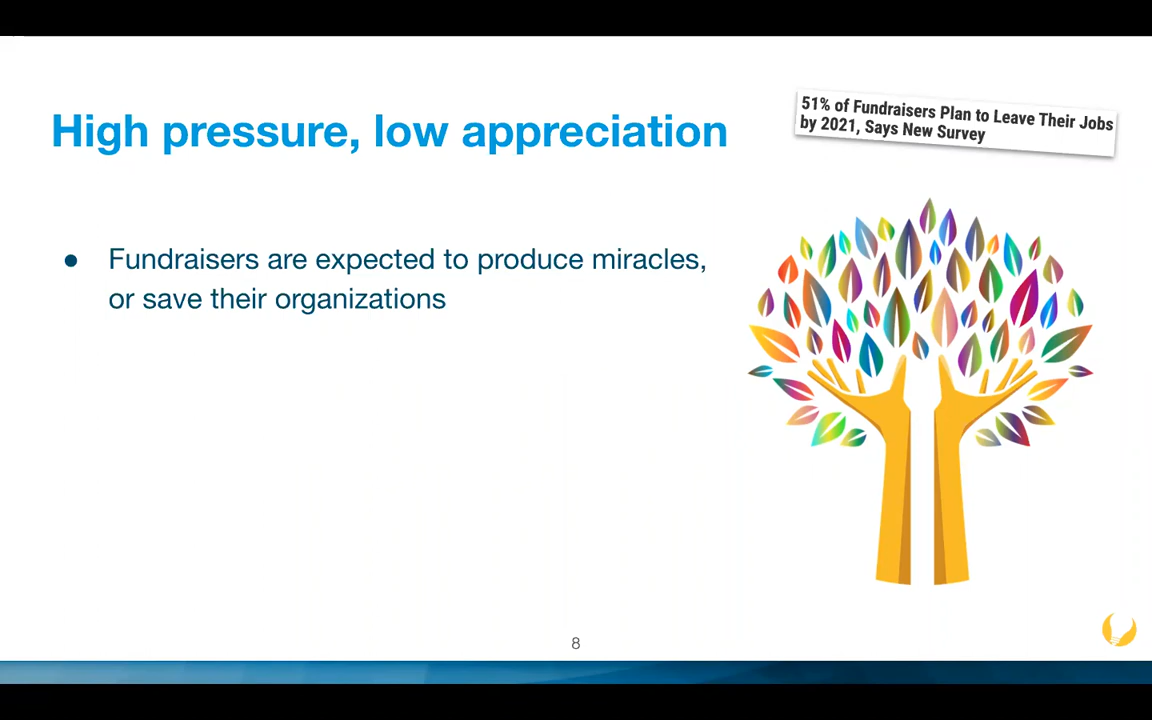 High pressure, low appreciation
51% of Fundraisers Plan to Leave Their Jobs
by 2021, Says New Survey
● Fundraisers are expected to produce miracles,
or save their organizations
8